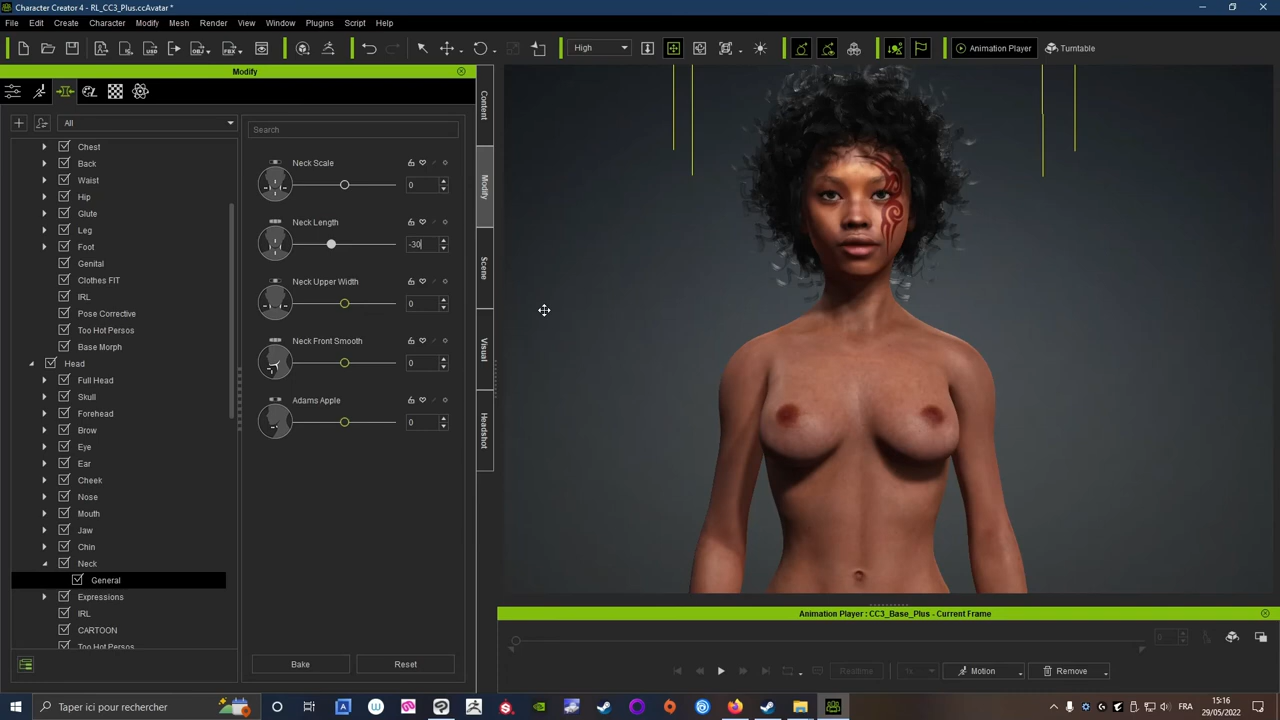 Character Creator 4 - RL_CC3_Plus.ccAvatar *
File Edit Create Character Modify Mesh Render View Window Plugins Script Help
High
Animation Player
Turntable
Modify
All
Search
Chest
Back
Waist
Hip
Glute
Leg
Foot
Genital
Clothes FIT
IRL
Pose Corrective
Too Hot Persos
Base Morph
Head
Full Head
Skull
Forehead
Brow
Eye
Ear
Cheek
Nose
Mouth
Jaw
Chin
Neck
General
Expressions
IRL
CARTOON
Too Hot Persos
Neck Scale
0
Neck Length
-30
Neck Upper Width
0
Neck Front Smooth
0
Adams Apple
0
Bake
Reset
Content
Modify
Scene
Visual
Headshot
Animation Player : CC3_Base_Plus - Current Frame
0
Realtime
1x
Motion
Remove
Taper ici pour rechercher
FRA
15:16
29/05/2022